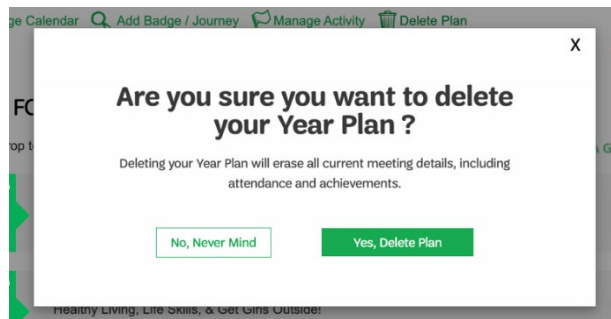 ge Calendar Add Badge / Journey Manage Activity Delete Plan
X
FO
Are you sure you want to delete
your Year Plan ?
rop t
Deleting your Year Plan will erase all current meeting details, including
attendance and achievements.
No, Never Mind Yes, Delete Plan
Healthy Living, Life Skills, & Get Girls Outside!